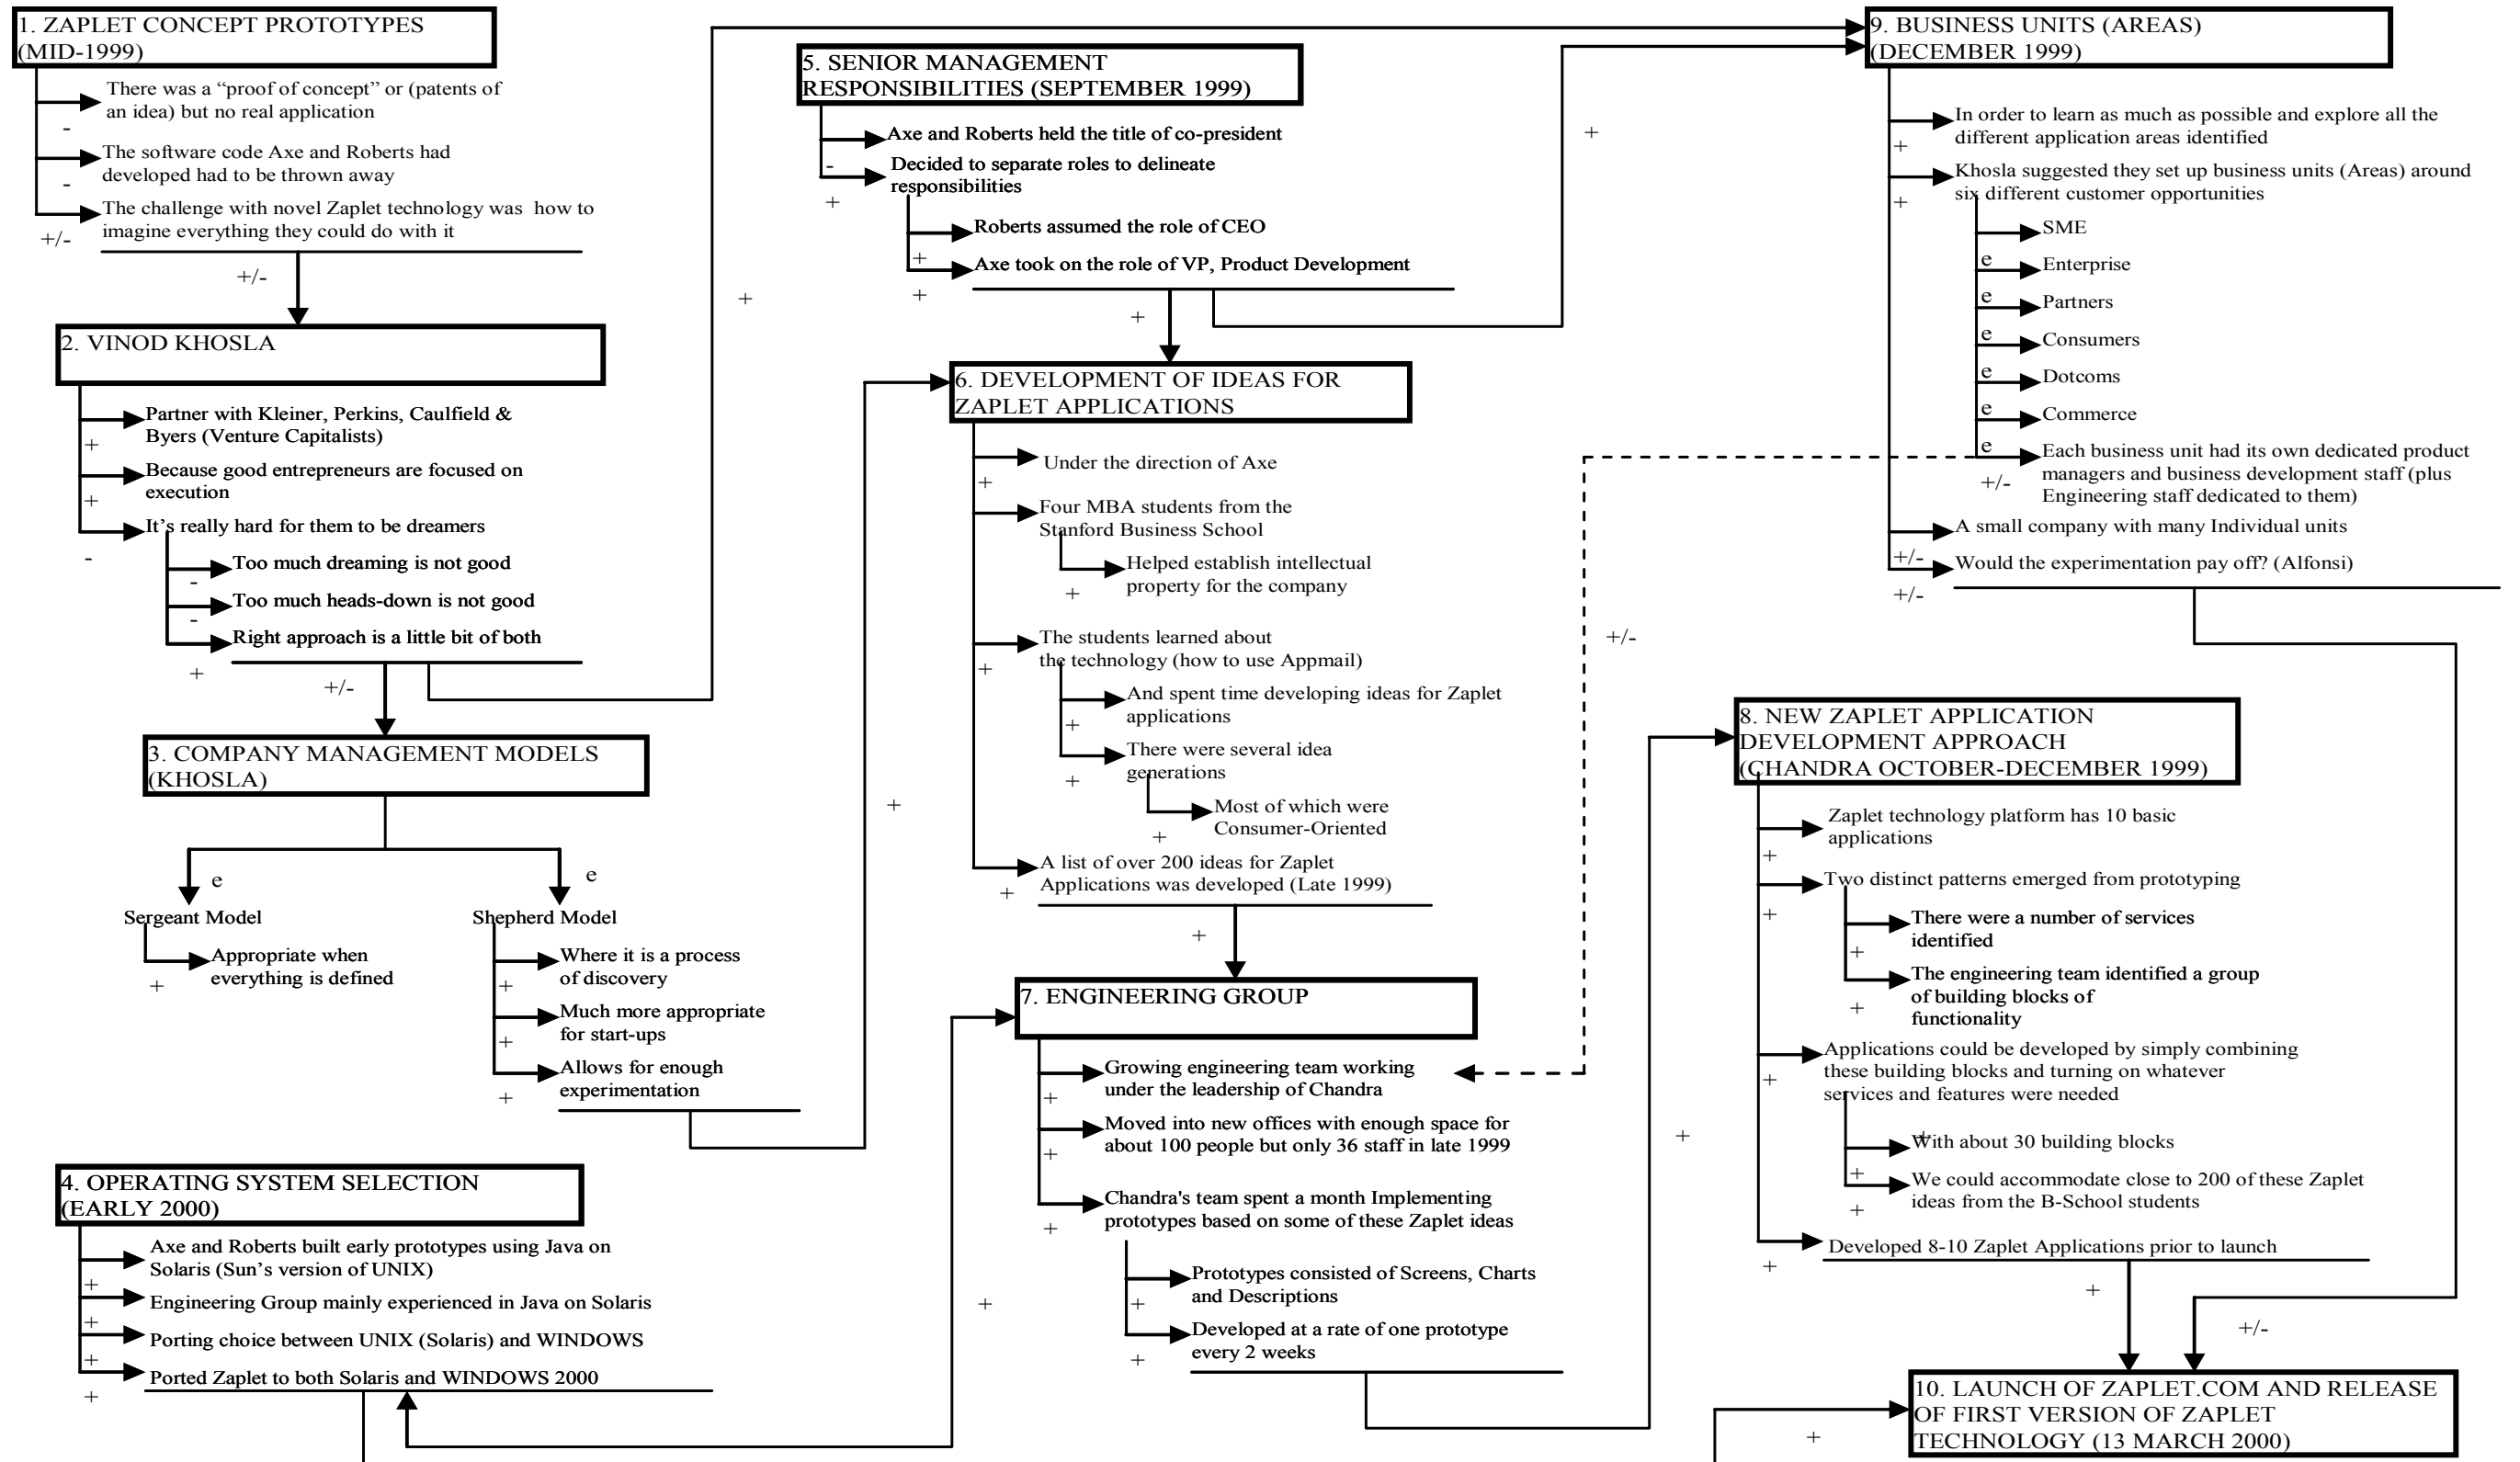 1. ZAPLET CONCEPT PROTOTYPES
(MID-1999)
There was a “proof of concept” or (patents of
an idea) but no real application
-
The software code Axe and Roberts had
developed had to be thrown away
-
The challenge with novel Zaplet technology was how to
imagine everything they could do with it
+/-
+/-
2. VINOD KHOSLA
Partner with Kleiner, Perkins, Caulfield &
Byers (Venture Capitalists)
+
Because good entrepreneurs are focused on
execution
+
It’s really hard for them to be dreamers
-
Too much dreaming is not good
-
Too much heads-down is not good
-
Right approach is a little bit of both
+
+/-
+
3. COMPANY MANAGEMENT MODELS
(KHOSLA)
e
e
Sergeant Model
Appropriate when
everything is defined
+
Shepherd Model
Where it is a process
of discovery
+
Much more appropriate
for start-ups
+
Allows for enough
experimentation
+
+
4. OPERATING SYSTEM SELECTION
(EARLY 2000)
Axe and Roberts built early prototypes using Java on
Solaris (Sun’s version of UNIX)
+
Engineering Group mainly experienced in Java on Solaris
+
Porting choice between UNIX (Solaris) and WINDOWS
+
Ported Zaplet to both Solaris and WINDOWS 2000
+
+
5. SENIOR MANAGEMENT
RESPONSIBILITIES (SEPTEMBER 1999)
Axe and Roberts held the title of co-president
-
Decided to separate roles to delineate
responsibilities
+
Roberts assumed the role of CEO
+
Axe took on the role of VP, Product Development
+
+
+
6. DEVELOPMENT OF IDEAS FOR
ZAPLET APPLICATIONS
Under the direction of Axe
+
Four MBA students from the
Stanford Business School
Helped establish intellectual
property for the company
+
The students learned about
the technology (how to use Appmail)
+
And spent time developing ideas for Zaplet
applications
+
There were several idea
generations
+
Most of which were
Consumer-Oriented
+
A list of over 200 ideas for Zaplet
Applications was developed (Late 1999)
+
+
7. ENGINEERING GROUP
Growing engineering team working
under the leadership of Chandra
+
Moved into new offices with enough space for
about 100 people but only 36 staff in late 1999
+
Chandra's team spent a month Implementing
prototypes based on some of these Zaplet ideas
+
Prototypes consisted of Screens, Charts
and Descriptions
+
Developed at a rate of one prototype
every 2 weeks
+
+
9. BUSINESS UNITS (AREAS)
(DECEMBER 1999)
In order to learn as much as possible and explore all the
different application areas identified
+
Khosla suggested they set up business units (Areas) around
six different customer opportunities
+
SME
e
Enterprise
e
Partners
e
Consumers
e
Dotcoms
e
Commerce
e
Each business unit had its own dedicated product
managers and business development staff (plus
Engineering staff dedicated to them)
+/-
A small company with many Individual units
+/-
Would the experimentation pay off? (Alfonsi)
+/-
+/-
8. NEW ZAPLET APPLICATION
DEVELOPMENT APPROACH
(CHANDRA OCTOBER-DECEMBER 1999)
Zaplet technology platform has 10 basic
applications
+
Two distinct patterns emerged from prototyping
+
There were a number of services
identified
+
The engineering team identified a group
of building blocks of
functionality
+
Applications could be developed by simply combining
these building blocks and turning on whatever
services and features were needed
+
+
With about 30 building blocks
+
We could accommodate close to 200 of these Zaplet
ideas from the B-School students
+
Developed 8-10 Zaplet Applications prior to launch
+
+
+/-
10. LAUNCH OF ZAPLET.COM AND RELEASE
OF FIRST VERSION OF ZAPLET
TECHNOLOGY (13 MARCH 2000)
+